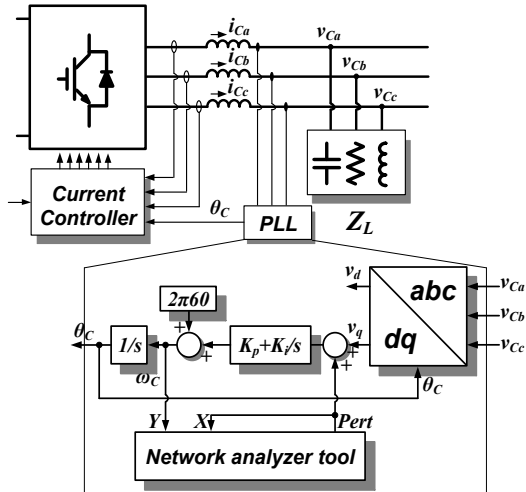 i_Ca
v_Ca
i_Cb
v_Cb
i_Cc
v_Cc
Current Controller
θ_C
PLL
Z_L
2π60
v_d
abc
dq
v_Ca
v_Cb
v_Cc
θ_C
1/s
+
+
K_p+K_i/s
+
+
v_q
ω_C
θ_C
Y
X
Pert
Network analyzer tool